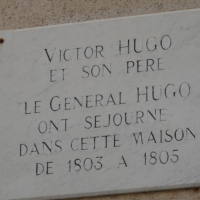 VICTOR HUGO
ET SON PERE
LE GENERAL HUGO
ONT SEJOURNE
DANS CETTE MAISON
DE 1803 A 1805